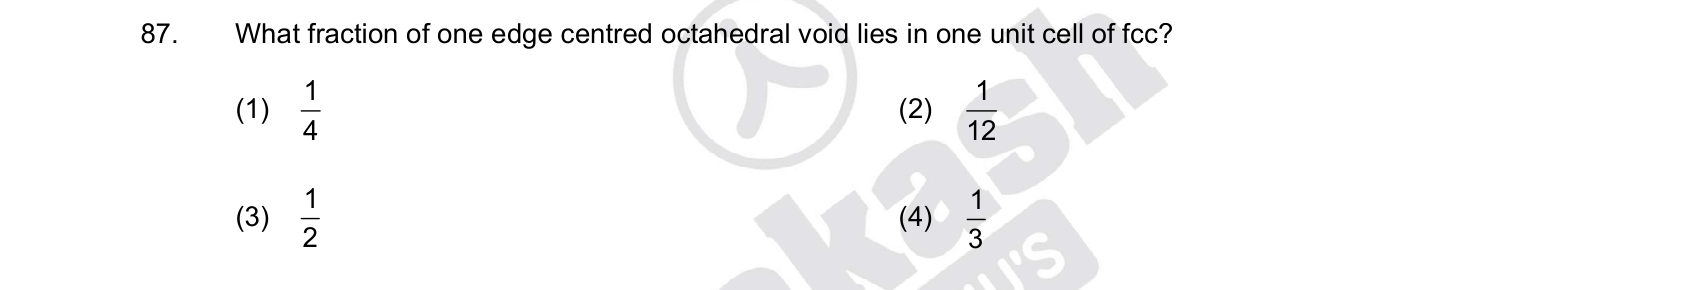 87. What fraction of one edge centred octahedral void lies in one unit cell of fcc?
(1) 1/4 (2) 1/12
(3) 1/2 (4) 1/3
kash
U'S